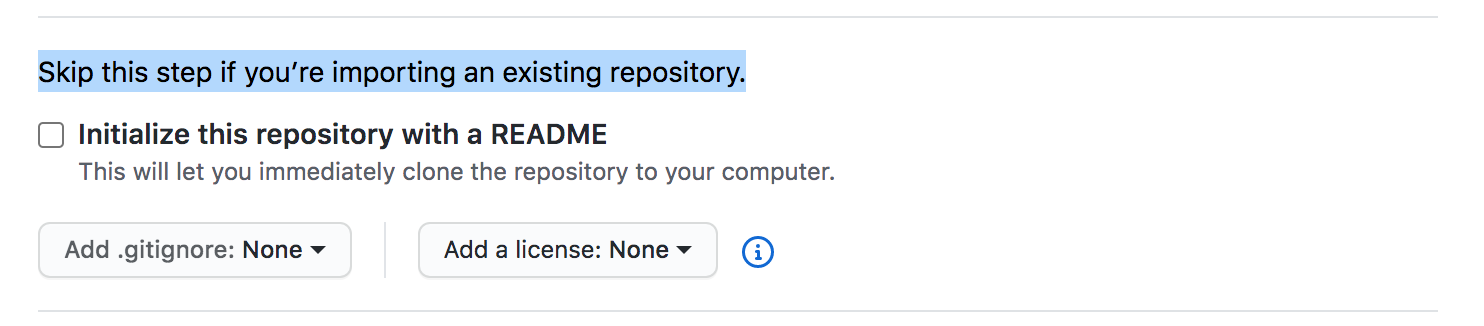 Skip this step if you’re importing an existing repository.
Initialize this repository with a README
This will let you immediately clone the repository to your computer.
Add .gitignore: None
Add a license: None